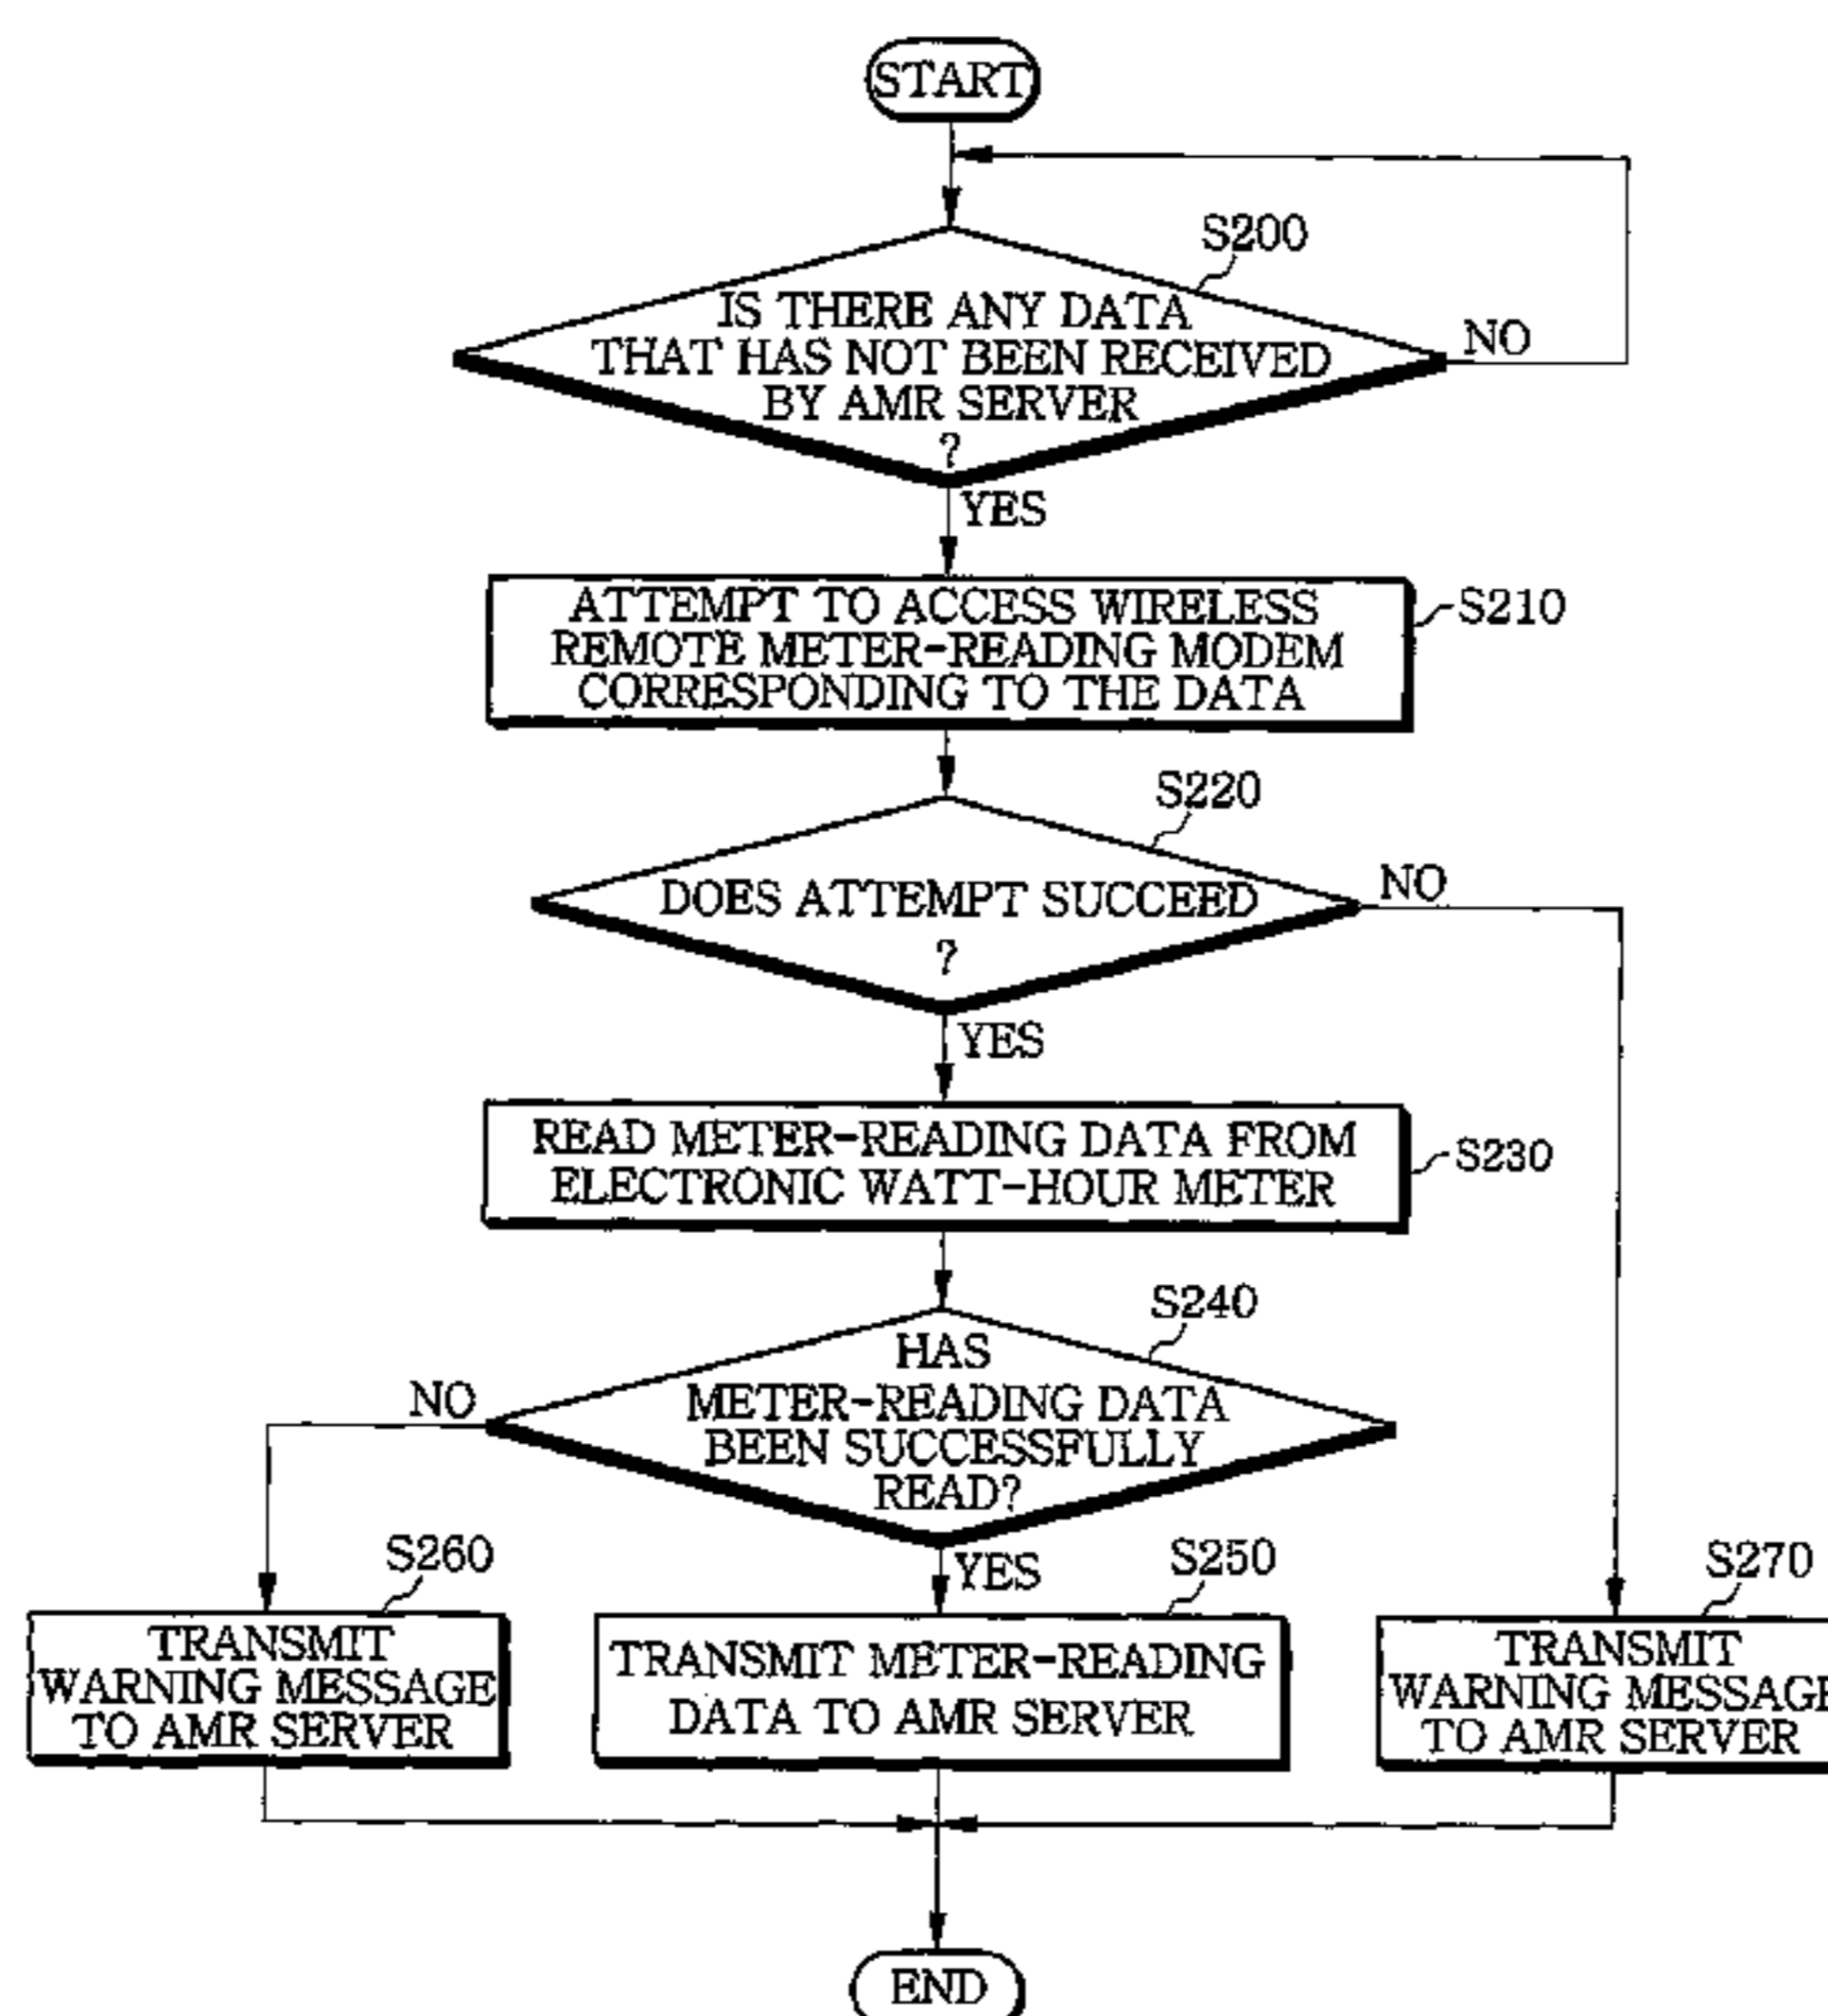 START
S200
IS THERE ANY DATA
THAT HAS NOT BEEN RECEIVED
BY AMR SERVER
?
NO
YES
ATTEMPT TO ACCESS WIRELESS
REMOTE METER-READING MODEM
CORRESPONDING TO THE DATA
S210
S220
DOES ATTEMPT SUCCEED
?
NO
YES
READ METER-READING DATA FROM
ELECTRONIC WATT-HOUR METER
S230
S240
HAS
METER-READING DATA
BEEN SUCCESSFULLY
READ?
NO
YES
S260
TRANSMIT
WARNING MESSAGE
TO AMR SERVER
S250
TRANSMIT METER-READING
DATA TO AMR SERVER
S270
TRANSMIT
WARNING MESSAGE
TO AMR SERVER
END